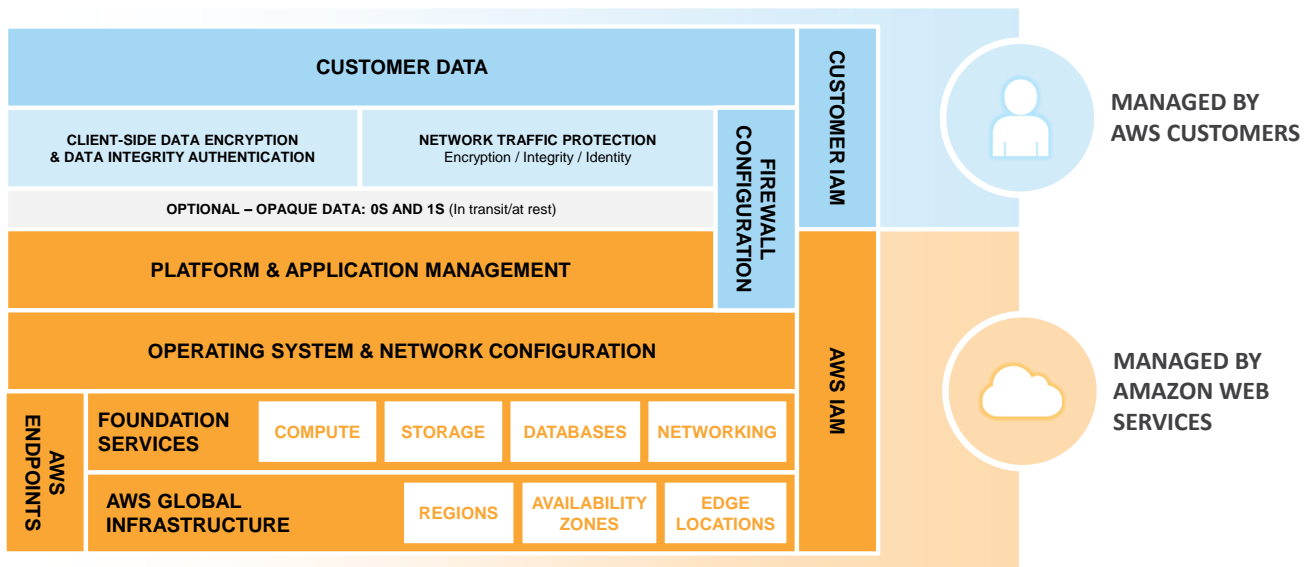 CUSTOMER DATA
CUSTOMER IAM
MANAGED BY
AWS CUSTOMERS
CLIENT-SIDE DATA ENCRYPTION
& DATA INTEGRITY AUTHENTICATION
NETWORK TRAFFIC PROTECTION
Encryption / Integrity / Identity
FIREWALL
CONFIGURATION
OPTIONAL – OPAQUE DATA: 0S AND 1S (In transit/at rest)
PLATFORM & APPLICATION MANAGEMENT
OPERATING SYSTEM & NETWORK CONFIGURATION
AWS IAM
MANAGED BY
AMAZON WEB
SERVICES
AWS
ENDPOINTS
FOUNDATION
SERVICES
COMPUTE
STORAGE
DATABASES
NETWORKING
AWS GLOBAL
INFRASTRUCTURE
REGIONS
AVAILABILITY
ZONES
EDGE
LOCATIONS